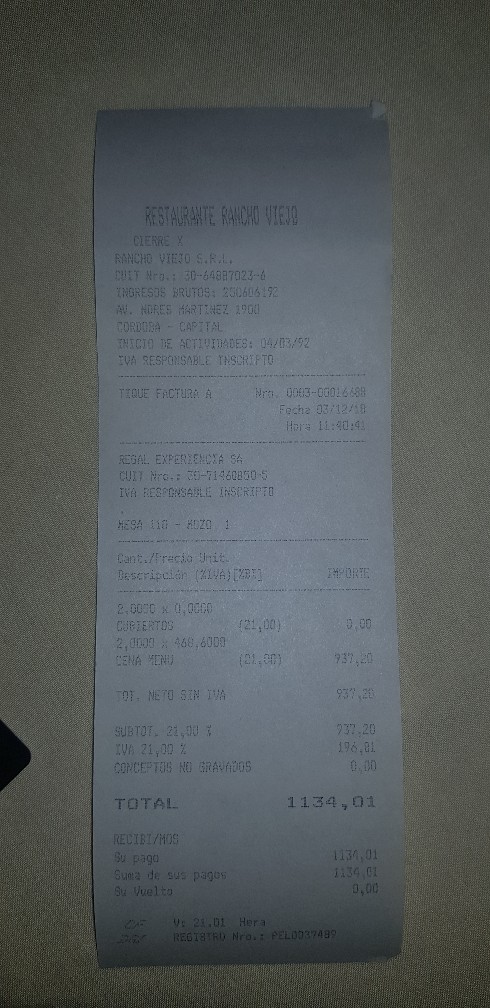 RESTAURANTE RANCHO VIEJO
CIERRE X
RANCHO VIEJO S.R.L.
CUIT Nro.: 30-64887023-6
INGRESOS BRUTOS: 200606192
AV. NORES MARTINEZ 1900
CORDOBA - CAPITAL
INICIO DE ACTIVIDADES: 04/03/92
IVA RESPONSABLE INSCRIPTO
TIQUE FACTURA A Nro. 0003-00016488
Fecha 03/12/18
Hora 11:40:41
REGAL EXPERIENCIA SA
CUIT Nro.: 30-71460850-5
IVA RESPONSABLE INSCRIPTO
.
MESA 110 - MOZO 1
Cant./Precio Unit.
Descripción (%IVA) IMPORTE
2,0000 x 0,0000
CUBIERTOS (21,00) 0,00
2,0000 x 468,6000
CENA MENU (21,00) 937,20
TOT. NETO SIN IVA 937,20
SUBTOT. 21,00 % 937,20
IVA 21,00 % 196,81
CONCEPTOS NO GRAVADOS 0,00
TOTAL 1134,01
RECIBI/MOS
Su pago 1134,01
Suma de sus pagos 1134,01
Su Vuelto 0,00
V: 21.01 Hera
REGISTRO Nro.: PEL0037497